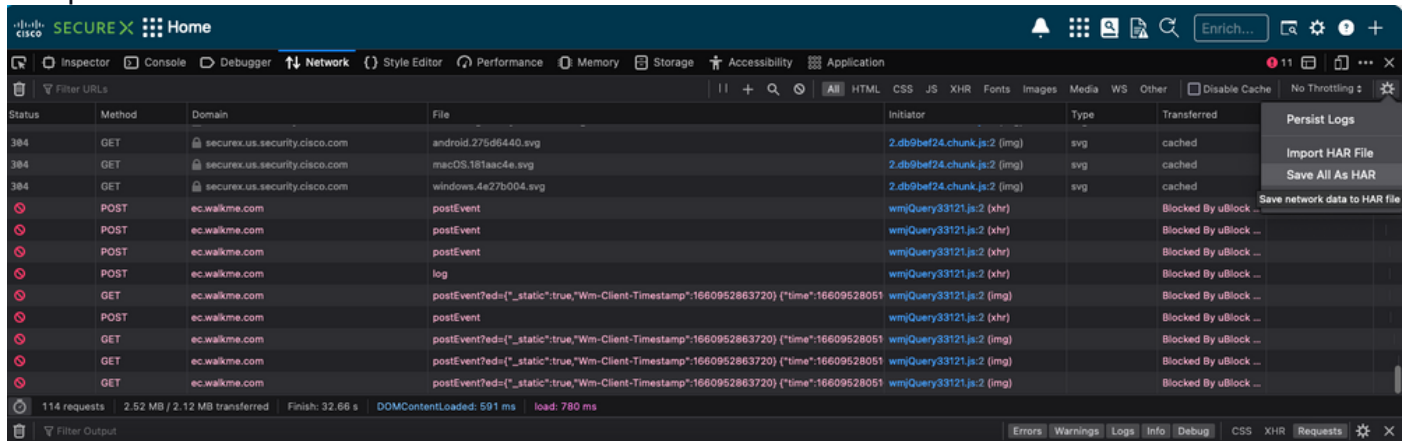 cisco SECURE X Home Enrich...
Inspector Console Debugger Network {} Style Editor Performance Memory Storage Accessibility Application 11
Filter URLs All HTML CSS JS XHR Fonts Images Media WS Other Disable Cache No Throttling
Status Method Domain File Initiator Type Transferred
Persist Logs
304 GET securex.us.security.cisco.com android.275d6440.svg 2.db9bef24.chunk.js:2 (img) svg cached
Import HAR File
304 GET securex.us.security.cisco.com macOS.181aac4e.svg 2.db9bef24.chunk.js:2 (img) svg cached
Save All As HAR
304 GET securex.us.security.cisco.com windows.4e27b004.svg 2.db9bef24.chunk.js:2 (img) svg cached
Save network data to HAR file
POST ec.walkme.com postEvent wmjQuery33121.js:2 (xhr) Blocked By uBlock ...
POST ec.walkme.com postEvent wmjQuery33121.js:2 (xhr) Blocked By uBlock ...
POST ec.walkme.com postEvent wmjQuery33121.js:2 (xhr) Blocked By uBlock ...
POST ec.walkme.com log wmjQuery33121.js:2 (xhr) Blocked By uBlock ...
GET ec.walkme.com postEvent?ed={"_static":true,"Wm-Client-Timestamp":1660952863720} {"time":16609528051 wmjQuery33121.js:2 (img) Blocked By uBlock ...
POST ec.walkme.com postEvent wmjQuery33121.js:2 (xhr) Blocked By uBlock ...
GET ec.walkme.com postEvent?ed={"_static":true,"Wm-Client-Timestamp":1660952863720} {"time":16609528051 wmjQuery33121.js:2 (img) Blocked By uBlock ...
GET ec.walkme.com postEvent?ed={"_static":true,"Wm-Client-Timestamp":1660952863720} {"time":16609528051 wmjQuery33121.js:2 (img) Blocked By uBlock ...
GET ec.walkme.com postEvent?ed={"_static":true,"Wm-Client-Timestamp":1660952863720} {"time":16609528051 wmjQuery33121.js:2 (img) Blocked By uBlock ...
114 requests 2.52 MB / 2.12 MB transferred Finish: 32.66 s DOMContentLoaded: 591 ms load: 780 ms
Filter Output Errors Warnings Logs Info Debug CSS XHR Requests